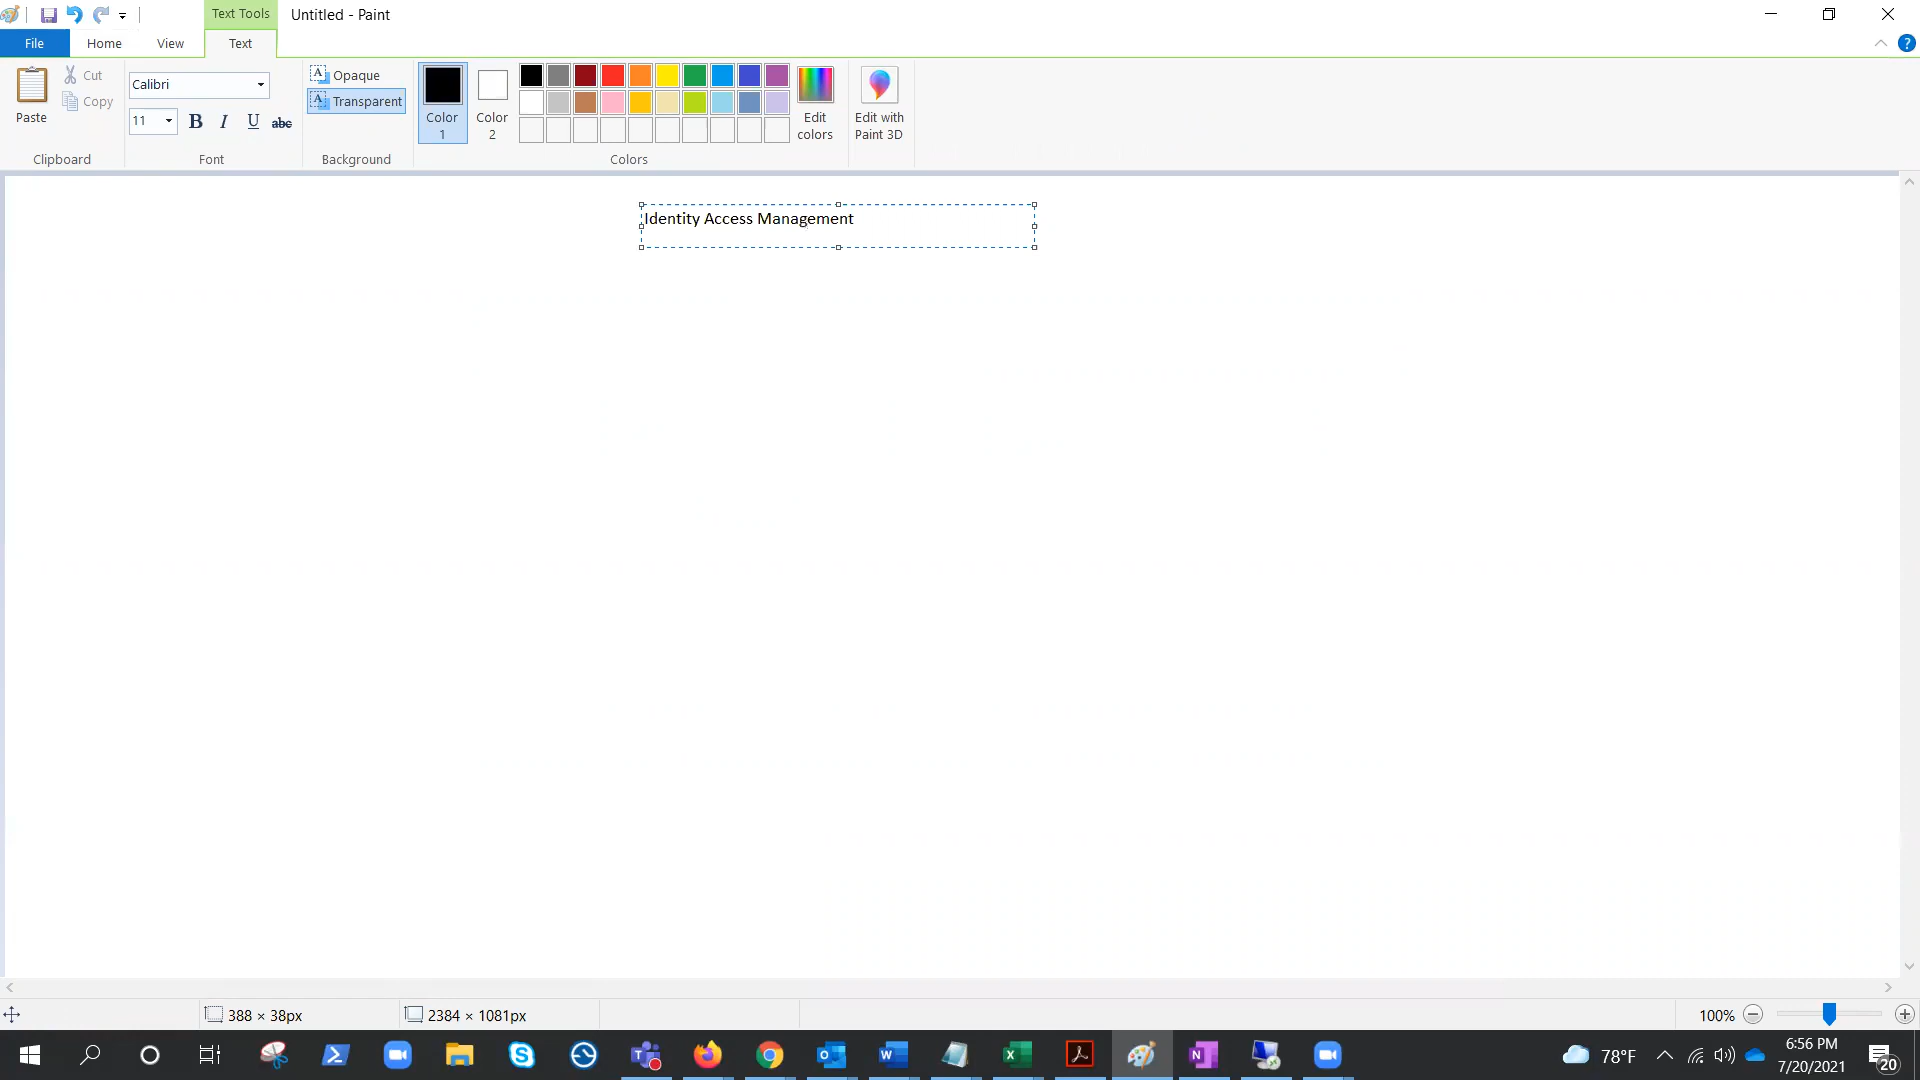 Text Tools
Untitled - Paint
File
Home
View
Text
Paste
Cut
Copy
Clipboard
Calibri
11
B
I
U
abc
Font
A Opaque
A Transparent
Background
Color 1
Color 2
Edit colors
Colors
Edit with Paint 3D
Identity Access Management
388 × 38px
2384 × 1081px
100%
78°F
6:56 PM
7/20/2021
20